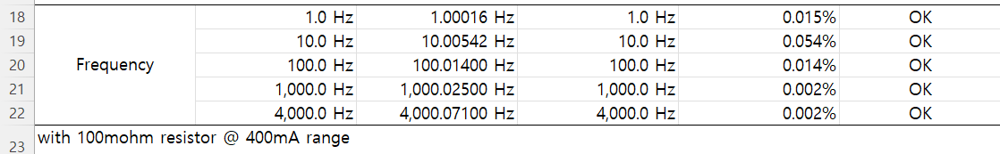 18 1.0 Hz 1.00016 Hz 1.0 Hz 0.015% OK
19 10.0 Hz 10.00542 Hz 10.0 Hz 0.054% OK
20 Frequency 100.0 Hz 100.01400 Hz 100.0 Hz 0.014% OK
21 1,000.0 Hz 1,000.02500 Hz 1,000.0 Hz 0.002% OK
22 4,000.0 Hz 4,000.07100 Hz 4,000.0 Hz 0.002% OK
23 with 100mohm resistor @ 400mA range